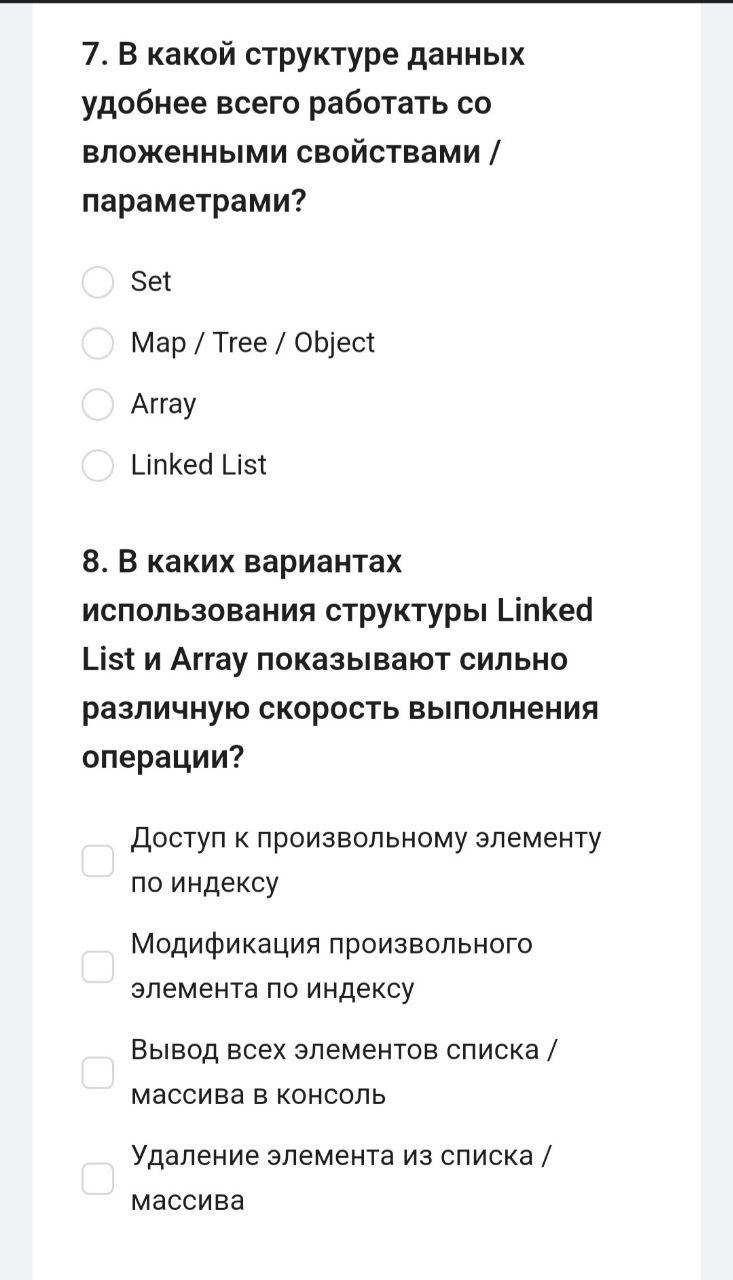 7. В какой структуре данных
удобнее всего работать со
вложенными свойствами /
параметрами?
Set
Map / Tree / Object
Array
Linked List
8. В каких вариантах
использования структуры Linked
List и Array показывают сильно
различную скорость выполнения
операции?
Доступ к произвольному элементу
по индексу
Модификация произвольного
элемента по индексу
Вывод всех элементов списка /
массива в консоль
Удаление элемента из списка /
массива